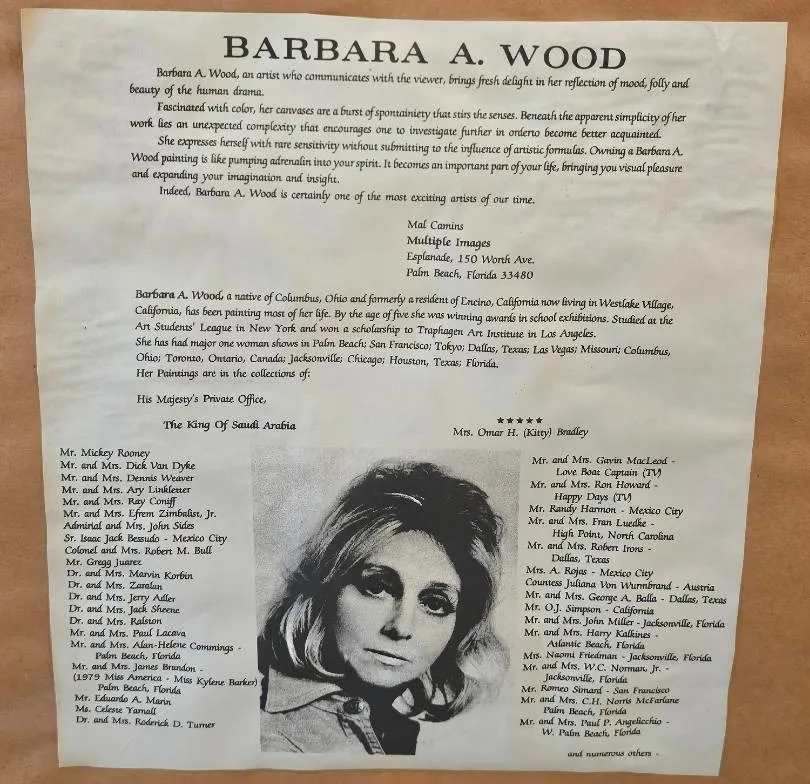 BARBARA A. WOOD
Barbara A. Wood, an artist who communicates with the viewer, brings fresh delight in her reflection of mood, folly and
beauty of the human drama.
Fascinated with color, her canvases are a burst of spontainiety that stirs the senses. Beneath the apparent simplicity of her
work lies an unexpected complexity that encourages one to investigate further in orderto become better acquainted.
She expresses herself with rare sensitivity without submitting to the influence of artistic formulas. Owning a Barbara A.
Wood painting is like pumping adrenalin into your spirit. It becomes an important part of your life, bringing you visual pleasure
and expanding your imagination and insight.
Indeed, Barbara A. Wood is certainly one of the most exciting artists of our time.
Mal Camins
Multiple Images
Esplanade, 150 Worth Ave.
Palm Beach, Florida 33480
Barbara A. Wood, a native of Columbus, Ohio and formerly a resident of Encino, California now living in Westlake Village,
California, has been painting most of her life. By the age of five she was winning awards in school exhibitions. Studied at the
Art Students' League in New York and won a scholarship to Traphagen Art Institute in Los Angeles.
She has had major one woman shows in Palm Beach; San Francisco; Tokyo; Dallas, Texas; Las Vegas; Missouri; Columbus,
Ohio; Toronto, Ontario, Canada; Jacksonville; Chicago; Houston, Texas; Florida.
Her Paintings are in the collections of:
His Majesty's Private Office,
The King Of Saudi Arabia
★★★★★
Mrs. Omar H. (Kitty) Bradley
Mr. Mickey Rooney
Mr. and Mrs. Dick Van Dyke
Mr. and Mrs. Dennis Weaver
Mr. and Mrs. Ary Linkletter
Mr. and Mrs. Ray Coniff
Mr. and Mrs. Efrem Zimbalist, Jr.
Admirial and Mrs. John Sides
Sr. Isaac Jack Bessudo - Mexico City
Colonel and Mrs. Robert M. Bull
Mr. Gregg Juarez
Dr. and Mrs. Marvin Korbin
Dr. and Mrs. Zaralan
Dr. and Mrs. Jerry Adler
Dr. and Mrs. Jack Sheene
Dr. and Mrs. Ralston
Mr. and Mrs. Paul Lacava
Mr. and Mrs. Alan-Helene Commings -
Palm Beach, Florida
Mr. and Mrs. James Brandon -
(1979 Miss America - Miss Kylene Barker)
Palm Beach, Florida
Mr. Eduardo A. Marin
Ms. Celeste Yarnall
Dr. and Mrs. Roderick D. Turner
Mr. and Mrs. Gavin MacLeod -
Love Boat Captain (TV)
Mr. and Mrs. Ron Howard -
Happy Days (TV)
Mr. Randy Harmon - Mexico City
Mr. and Mrs. Fran Luedke -
High Point, North Carolina
Mr. and Mrs. Robert Irons -
Dallas, Texas
Mrs. A. Rojas - Mexico City
Countess Juliana Von Wurmbrand - Austria
Mr. and Mrs. George A. Balla - Dallas, Texas
Mr. O.J. Simpson - California
Mr. and Mrs. John Miller - Jacksonville, Florida
Mr. and Mrs. Harry Kalkines -
Atlantic Beach, Florida
Mrs. Naomi Friedman - Jacksonville, Florida
Mr. and Mrs. W.C. Norman, Jr. -
Jacksonville, Florida
Mr. Romeo Simard - San Francisco
Mr. and Mrs. C.H. Norris McFarlane
Palm Beach, Florida
Mr. and Mrs. Paul P. Angelicchio -
W. Palm Beach, Florida
and numerous others -